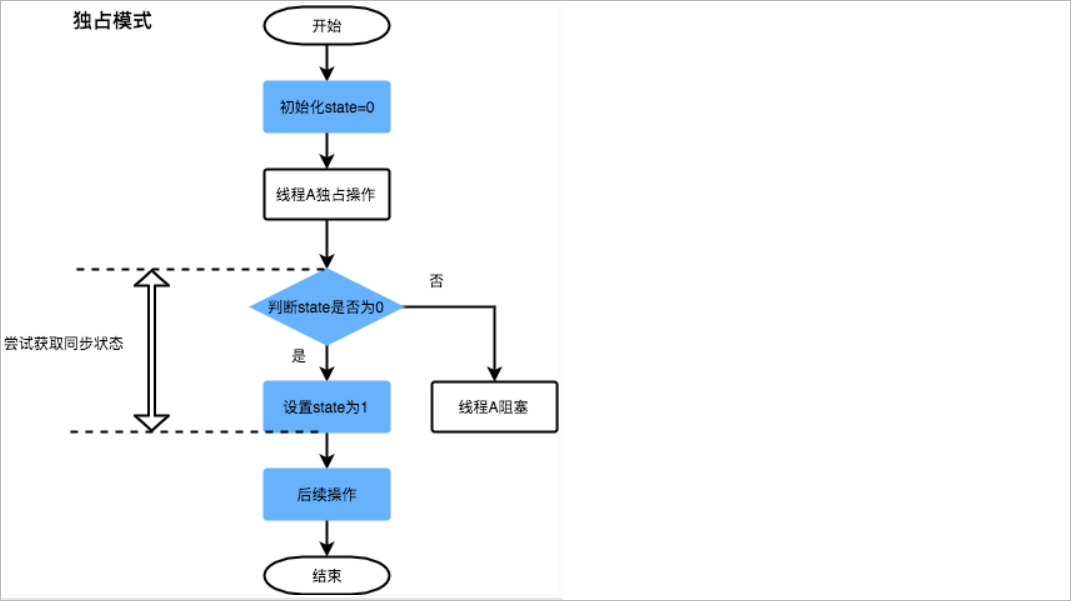 独占模式
开始
初始化state=0
线程A独占操作
否
判断state是否为0
尝试获取同步状态
是
设置state为1
线程A阻塞
后续操作
结束